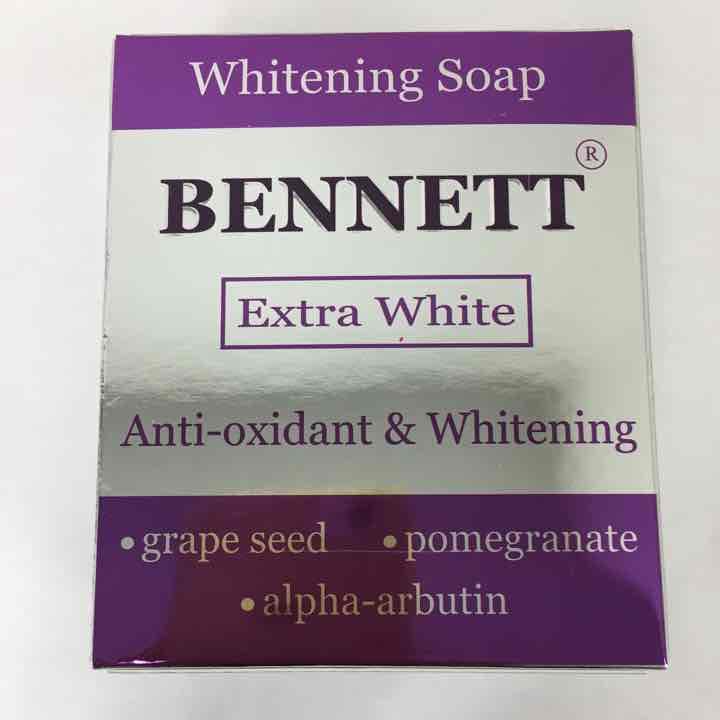 Whitening Soap
BENNETT®
Extra White
Anti-oxidant & Whitening
• grape seed • pomegranate
• alpha-arbutin